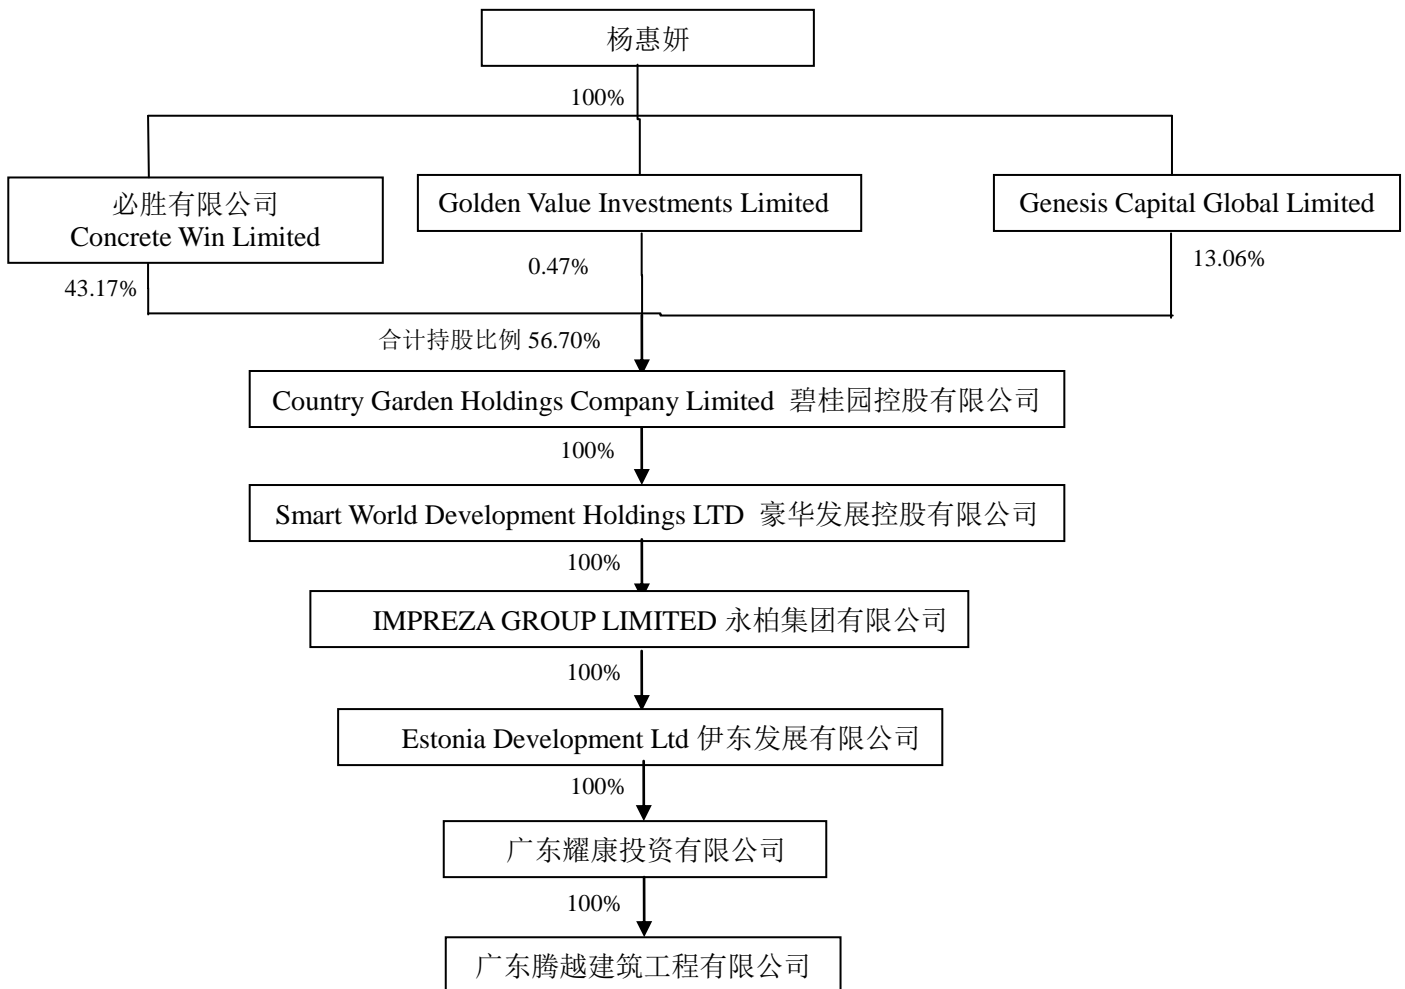 杨惠妍
100%
必胜有限公司
Concrete Win Limited
Golden Value Investments Limited
Genesis Capital Global Limited
43.17%
0.47%
13.06%
合计持股比例 56.70%
Country Garden Holdings Company Limited 碧桂园控股有限公司
100%
Smart World Development Holdings LTD 豪华发展控股有限公司
100%
IMPREZA GROUP LIMITED 永柏集团有限公司
100%
Estonia Development Ltd 伊东发展有限公司
100%
广东耀康投资有限公司
100%
广东腾越建筑工程有限公司